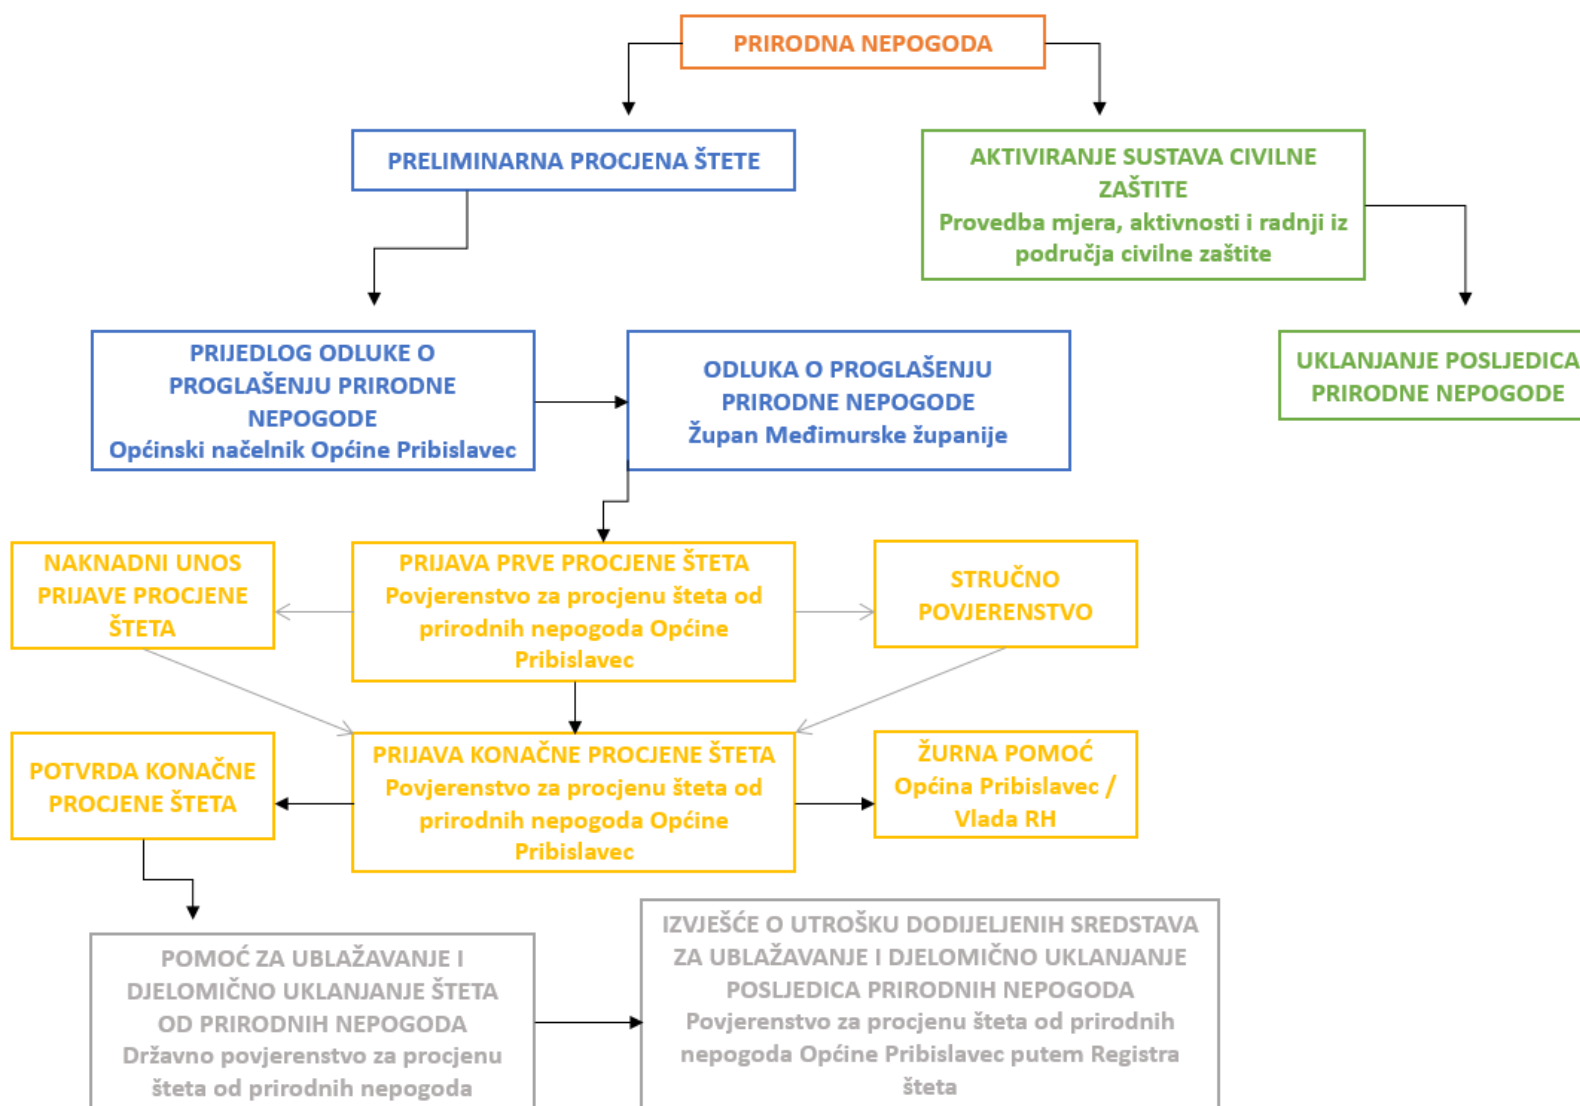 PRIRODNA NEPOGODA
PRELIMINARNA PROCJENA ŠTETE
AKTIVIRANJE SUSTAVA CIVILNE
ZAŠTITE
Provedba mjera, aktivnosti i radnji iz
područja civilne zaštite
PRIJEDLOG ODLUKE O
PROGLAŠENJU PRIRODNE
NEPOGODE
Općinski načelnik Općine Pribislavec
ODLUKA O PROGLAŠENJU
PRIRODNE NEPOGODE
Župan Međimurske županije
UKLANJANJE POSLJEDICA
PRIRODNE NEPOGODE
NAKNADNI UNOS
PRIJAVE PROCJENE
ŠTETA
PRIJAVA PRVE PROCJENE ŠTETA
Povjerenstvo za procjenu šteta od
prirodnih nepogoda Općine
Pribislavec
STRUČNO
POVJERENSTVO
POTVRDA KONAČNE
PROCJENE ŠTETA
PRIJAVA KONAČNE PROCJENE ŠTETA
Povjerenstvo za procjenu šteta od
prirodnih nepogoda Općine
Pribislavec
ŽURNA POMOĆ
Općina Pribislavec /
Vlada RH
POMOĆ ZA UBLAŽAVANJE I
DJELOMIČNO UKLANJANJE ŠTETA
OD PRIRODNIH NEPOGODA
Državno povjerenstvo za procjenu
šteta od prirodnih nepogoda
IZVJEŠĆE O UTROŠKU DODIJELJENIH SREDSTAVA
ZA UBLAŽAVANJE I DJELOMIČNO UKLANJANJE
POSLJEDICA PRIRODNIH NEPOGODA
Povjerenstvo za procjenu šteta od prirodnih
nepogoda Općine Pribislavec putem Registra
šteta